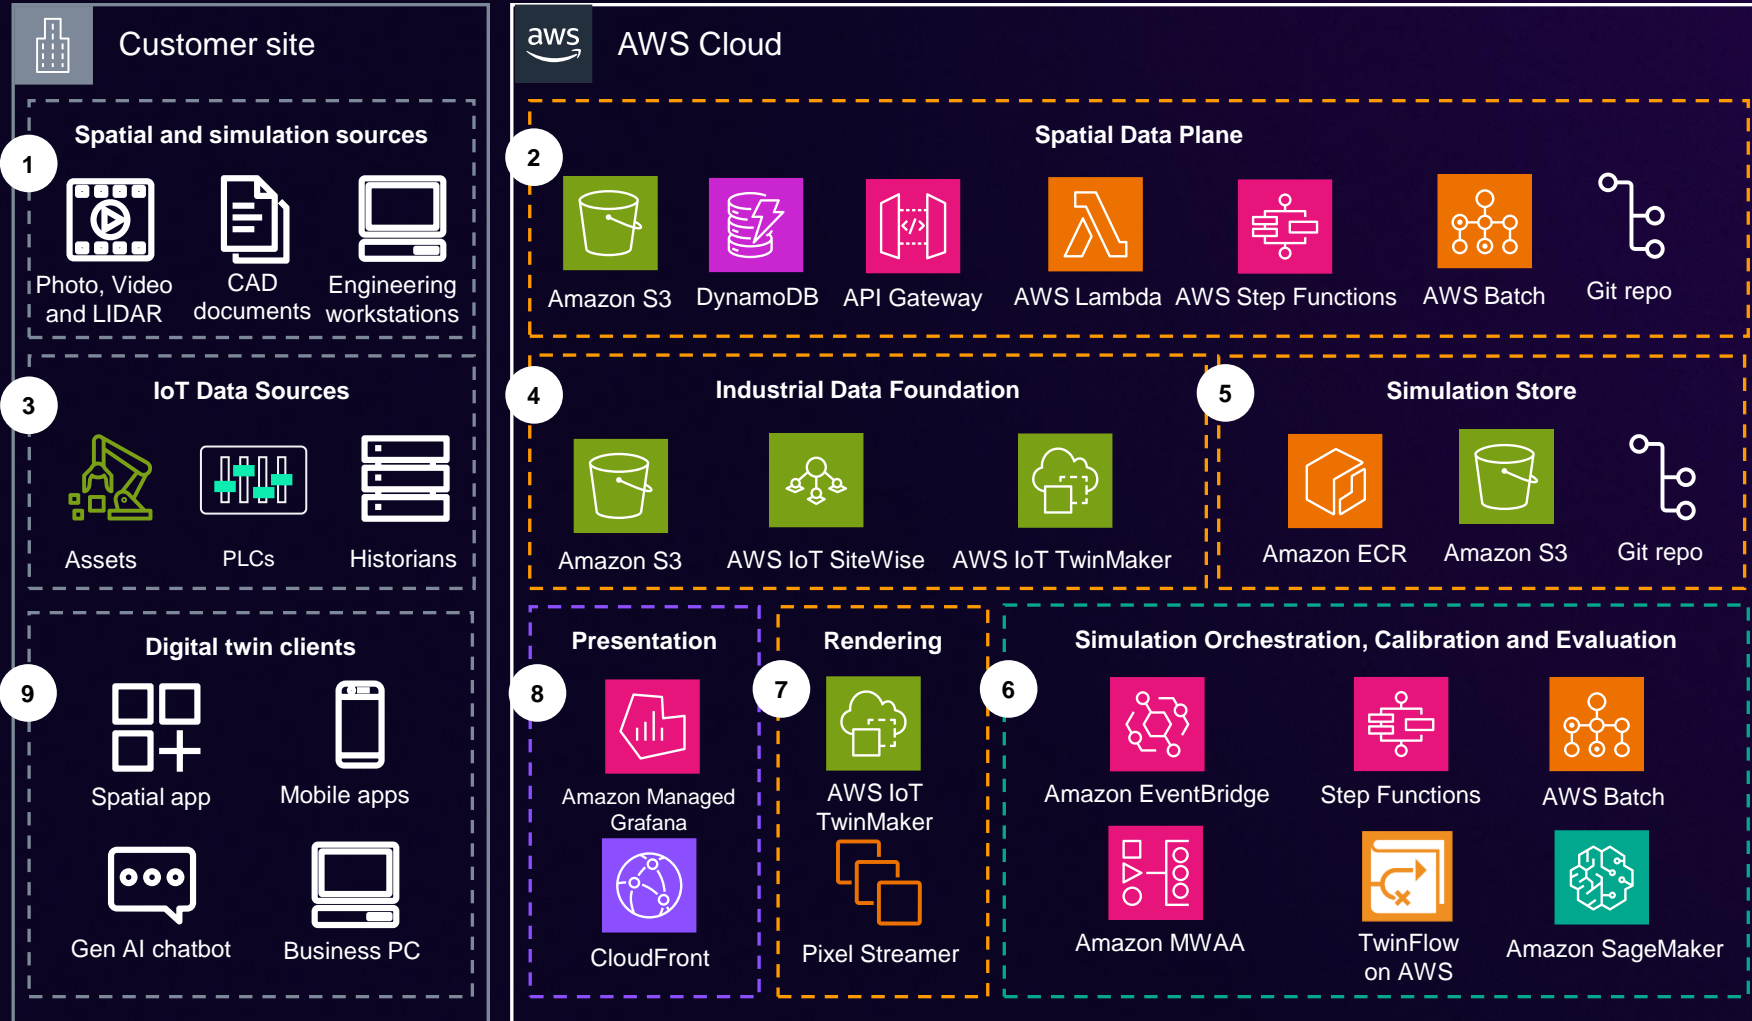 Customer site
aws
AWS Cloud
1
Spatial and simulation sources
Photo, Video
and LIDAR
CAD
documents
Engineering
workstations
2
Spatial Data Plane
Amazon S3
DynamoDB
</>
API Gateway
AWS Lambda
AWS Step Functions
AWS Batch
Git repo
3
IoT Data Sources
Assets
PLCs
Historians
4
Industrial Data Foundation
Amazon S3
AWS IoT SiteWise
AWS IoT TwinMaker
5
Simulation Store
Amazon ECR
Amazon S3
Git repo
9
Digital twin clients
Spatial app
Mobile apps
Gen AI chatbot
Business PC
8
Presentation
Amazon Managed
Grafana
CloudFront
7
Rendering
AWS IoT
TwinMaker
Pixel Streamer
6
Simulation Orchestration, Calibration and Evaluation
Amazon EventBridge
Step Functions
AWS Batch
Amazon MWAA
TwinFlow
on AWS
Amazon SageMaker